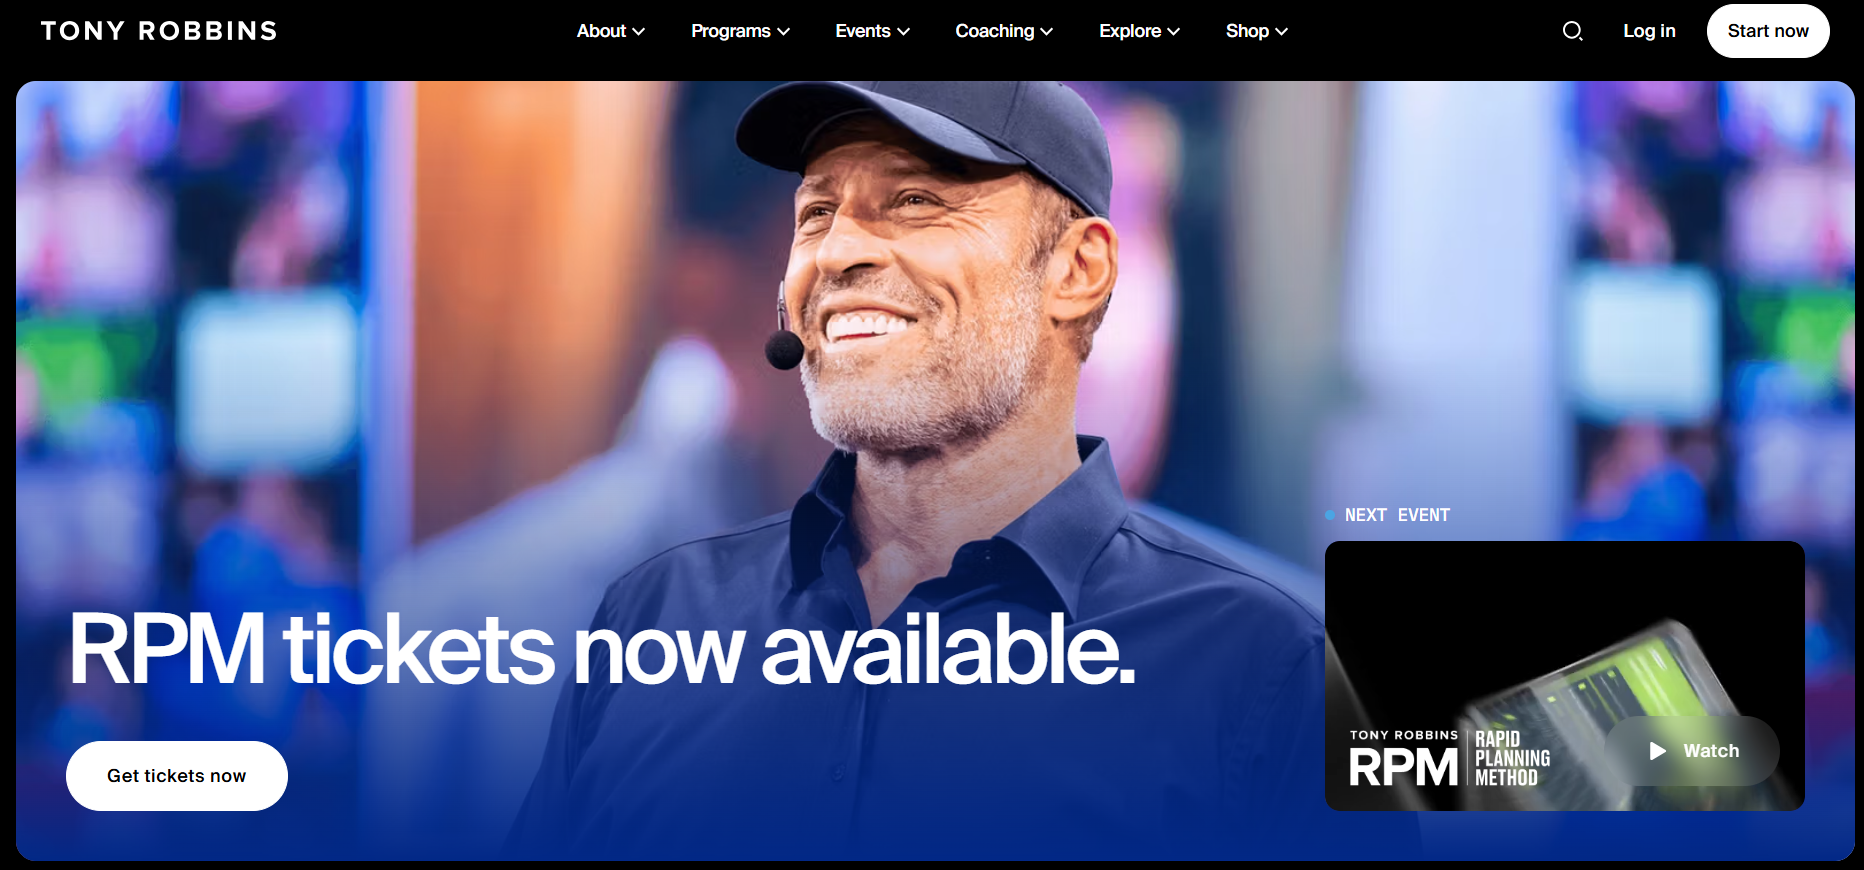 TONY ROBBINS
About
Programs
Events
Coaching
Explore
Shop
Log in
Start now
NEXT EVENT
RPM tickets now available.
Get tickets now
TONY ROBBINS
RPM
RAPID
PLANNING
METHOD
Watch